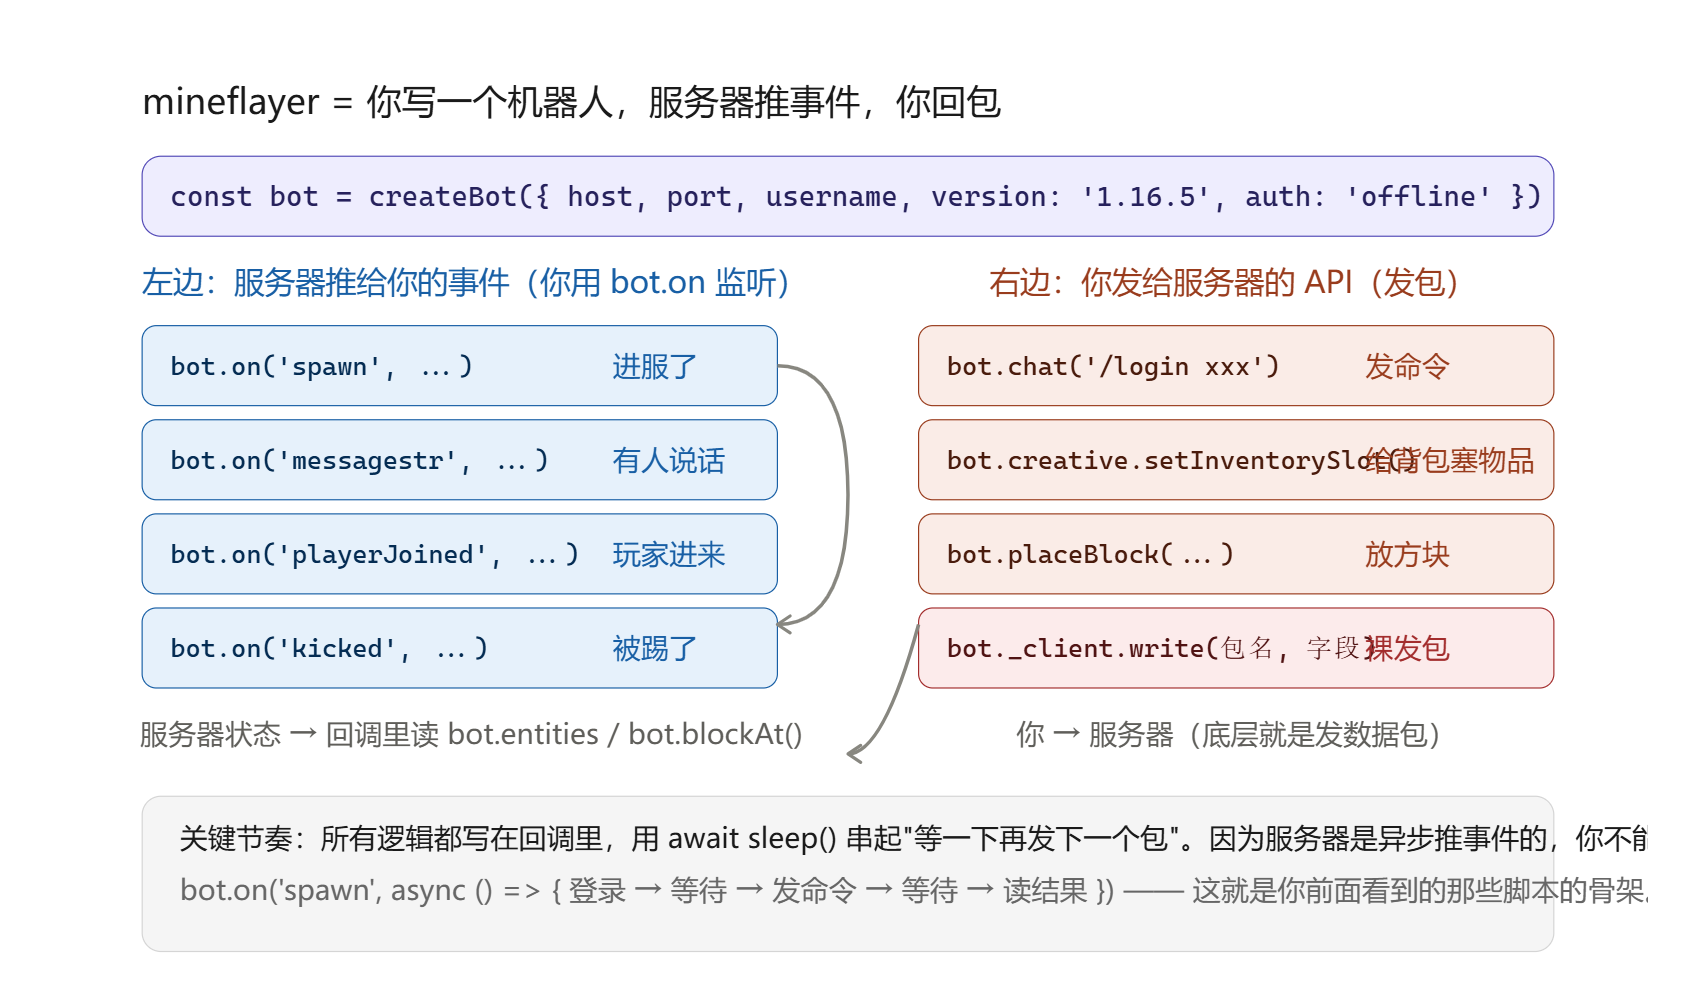 mineflayer = 你写一个机器人，服务器推事件，你回包
const bot = createBot({ host, port, username, version: '1.16.5', auth: 'offline' })
左边：服务器推给你的事件（你用 bot.on 监听）
bot.on('spawn', ...) 进服了
bot.on('messagestr', ...) 有人说话
bot.on('playerJoined', ...) 玩家进来
bot.on('kicked', ...) 被踢了
服务器状态 → 回调里读 bot.entities / bot.blockAt()
右边：你发给服务器的 API（发包）
bot.chat('/login xxx') 发命令
bot.creative.setInventorySlot() 给背包塞物品
bot.placeBlock(...) 放方块
bot._client.write(包名, 字段) 裸发包
你 → 服务器（底层就是发数据包）
关键节奏：所有逻辑都写在回调里，用 await sleep() 串起"等一下再发下一个包"。因为服务器是异步推事件的，你不能
bot.on('spawn', async () => { 登录 → 等待 → 发命令 → 等待 → 读结果 }) —— 这就是你前面看到的那些脚本的骨架。